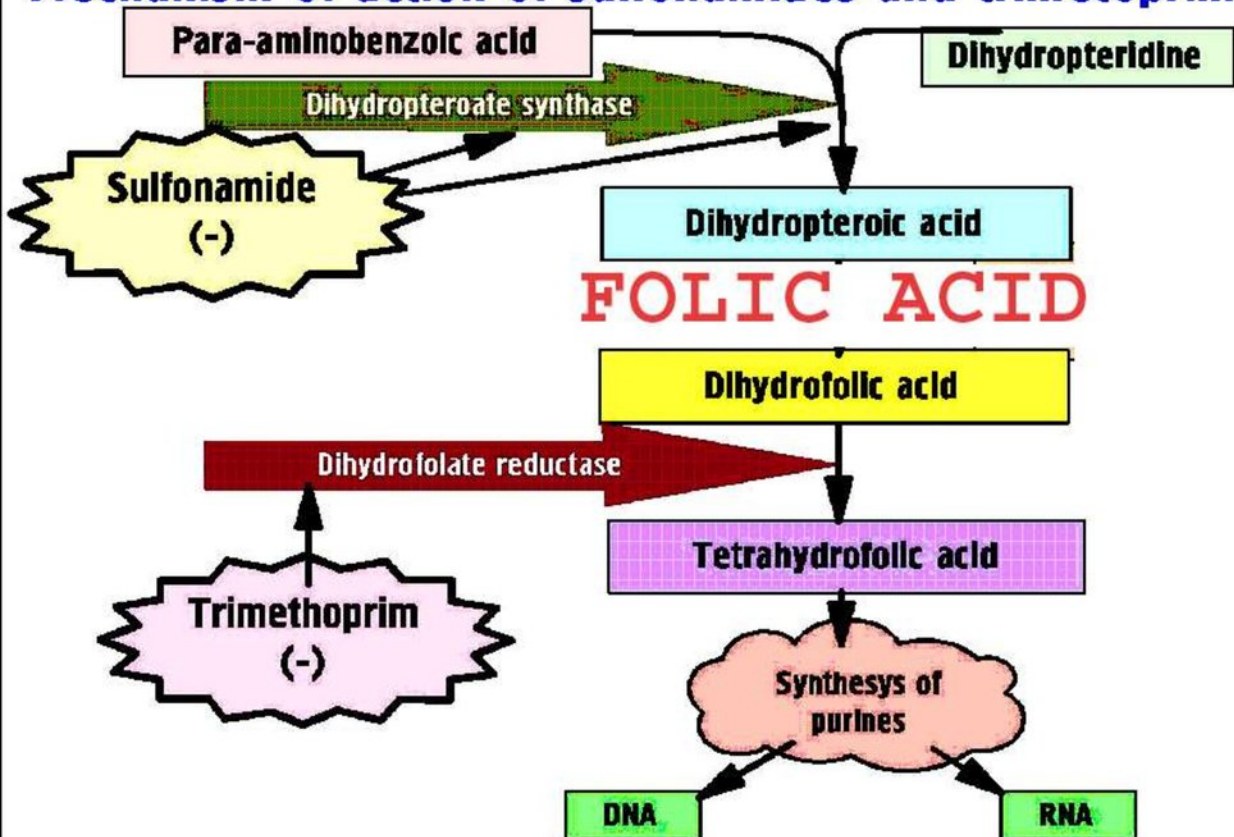 Para-aminobenzoic acid
Dihydropteridine
Dihydropteroate synthase
Sulfonamide
(-)
Dihydropteroic acid
FOLIC ACID
Dihydrofolic acid
Dihydrofolate reductase
Tetrahydrofolic acid
Trimethoprim
(-)
Synthesys of
purines
DNA
RNA